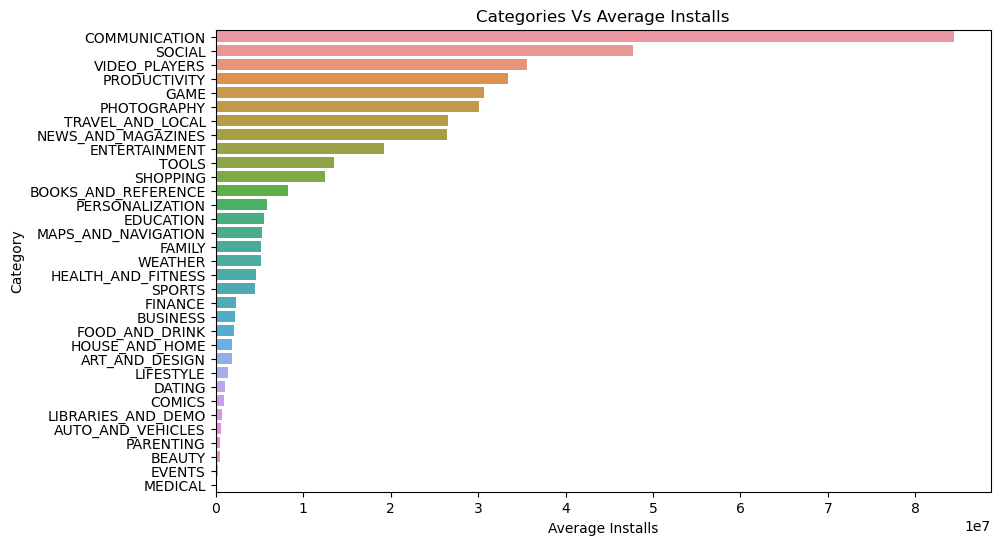 Categories Vs Average Installs
Category
COMMUNICATION
SOCIAL
VIDEO_PLAYERS
PRODUCTIVITY
GAME
PHOTOGRAPHY
TRAVEL_AND_LOCAL
NEWS_AND_MAGAZINES
ENTERTAINMENT
TOOLS
SHOPPING
BOOKS_AND_REFERENCE
PERSONALIZATION
EDUCATION
MAPS_AND_NAVIGATION
FAMILY
WEATHER
HEALTH_AND_FITNESS
SPORTS
FINANCE
BUSINESS
FOOD_AND_DRINK
HOUSE_AND_HOME
ART_AND_DESIGN
LIFESTYLE
DATING
COMICS
LIBRARIES_AND_DEMO
AUTO_AND_VEHICLES
PARENTING
BEAUTY
EVENTS
MEDICAL
0 1 2 3 4 5 6 7 8
1e7
Average Installs